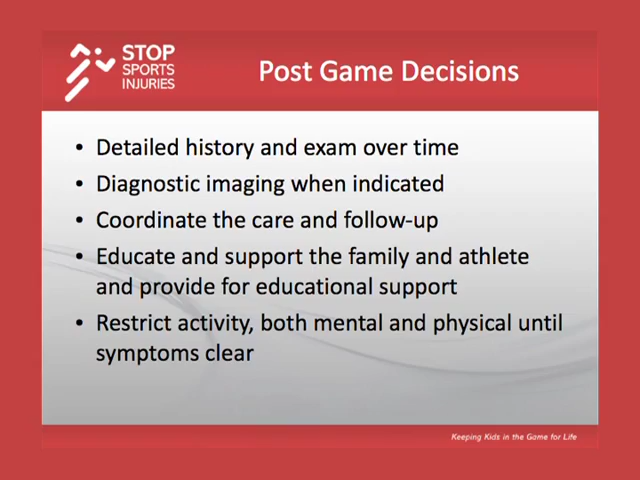 STOP
SPORTS
INJURIES
Post Game Decisions
• Detailed history and exam over time
• Diagnostic imaging when indicated
• Coordinate the care and follow-up
• Educate and support the family and athlete
and provide for educational support
• Restrict activity, both mental and physical until
symptoms clear
Keeping Kids in the Game for Life